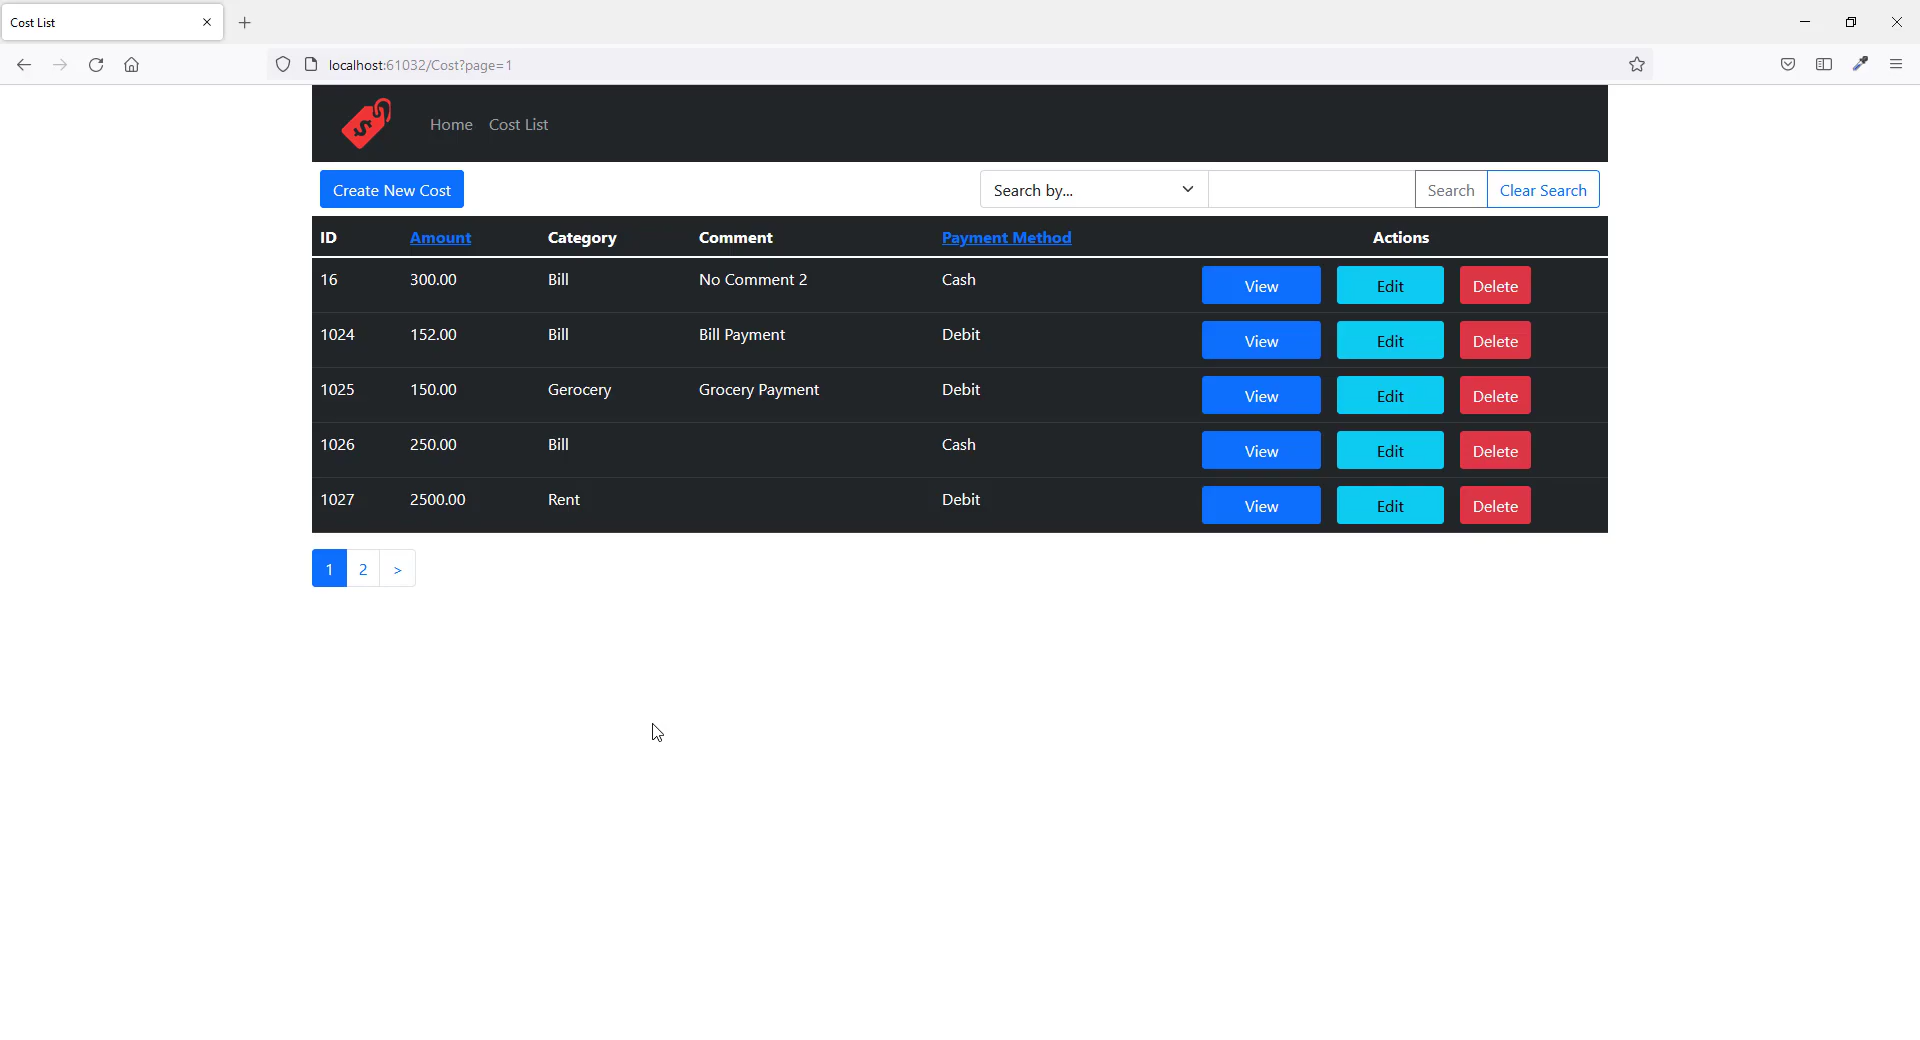 Cost List
localhost:61032/Cost?page=1
$
Home Cost List
Create New Cost Search by... Search Clear Search
ID Amount Category Comment Payment Method Actions
16 300.00 Bill No Comment 2 Cash View Edit Delete
1024 152.00 Bill Bill Payment Debit View Edit Delete
1025 150.00 Gerocery Grocery Payment Debit View Edit Delete
1026 250.00 Bill Cash View Edit Delete
1027 2500.00 Rent Debit View Edit Delete
1 2 >